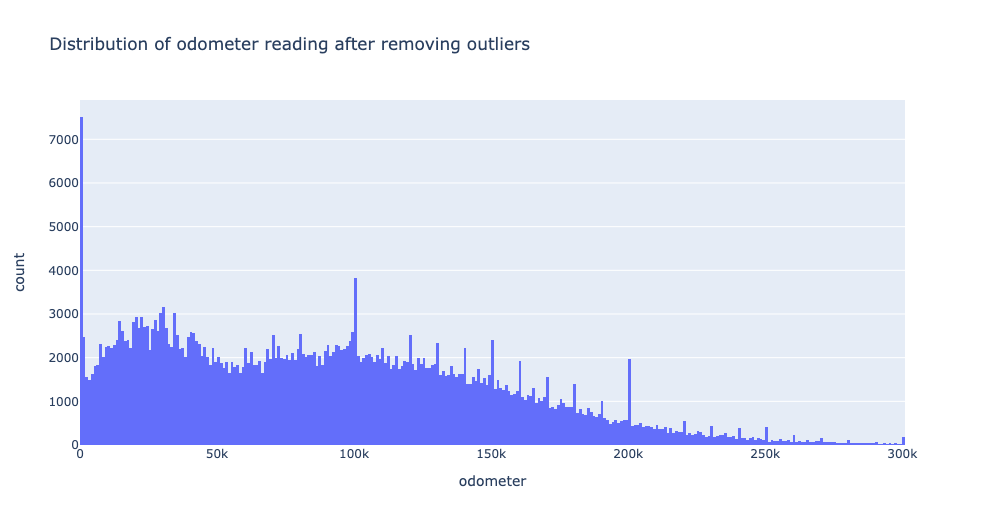 Distribution of odometer reading after removing outliers
7000
6000
5000
4000
3000
2000
1000
0
count
0 50k 100k 150k 200k 250k 300k
odometer